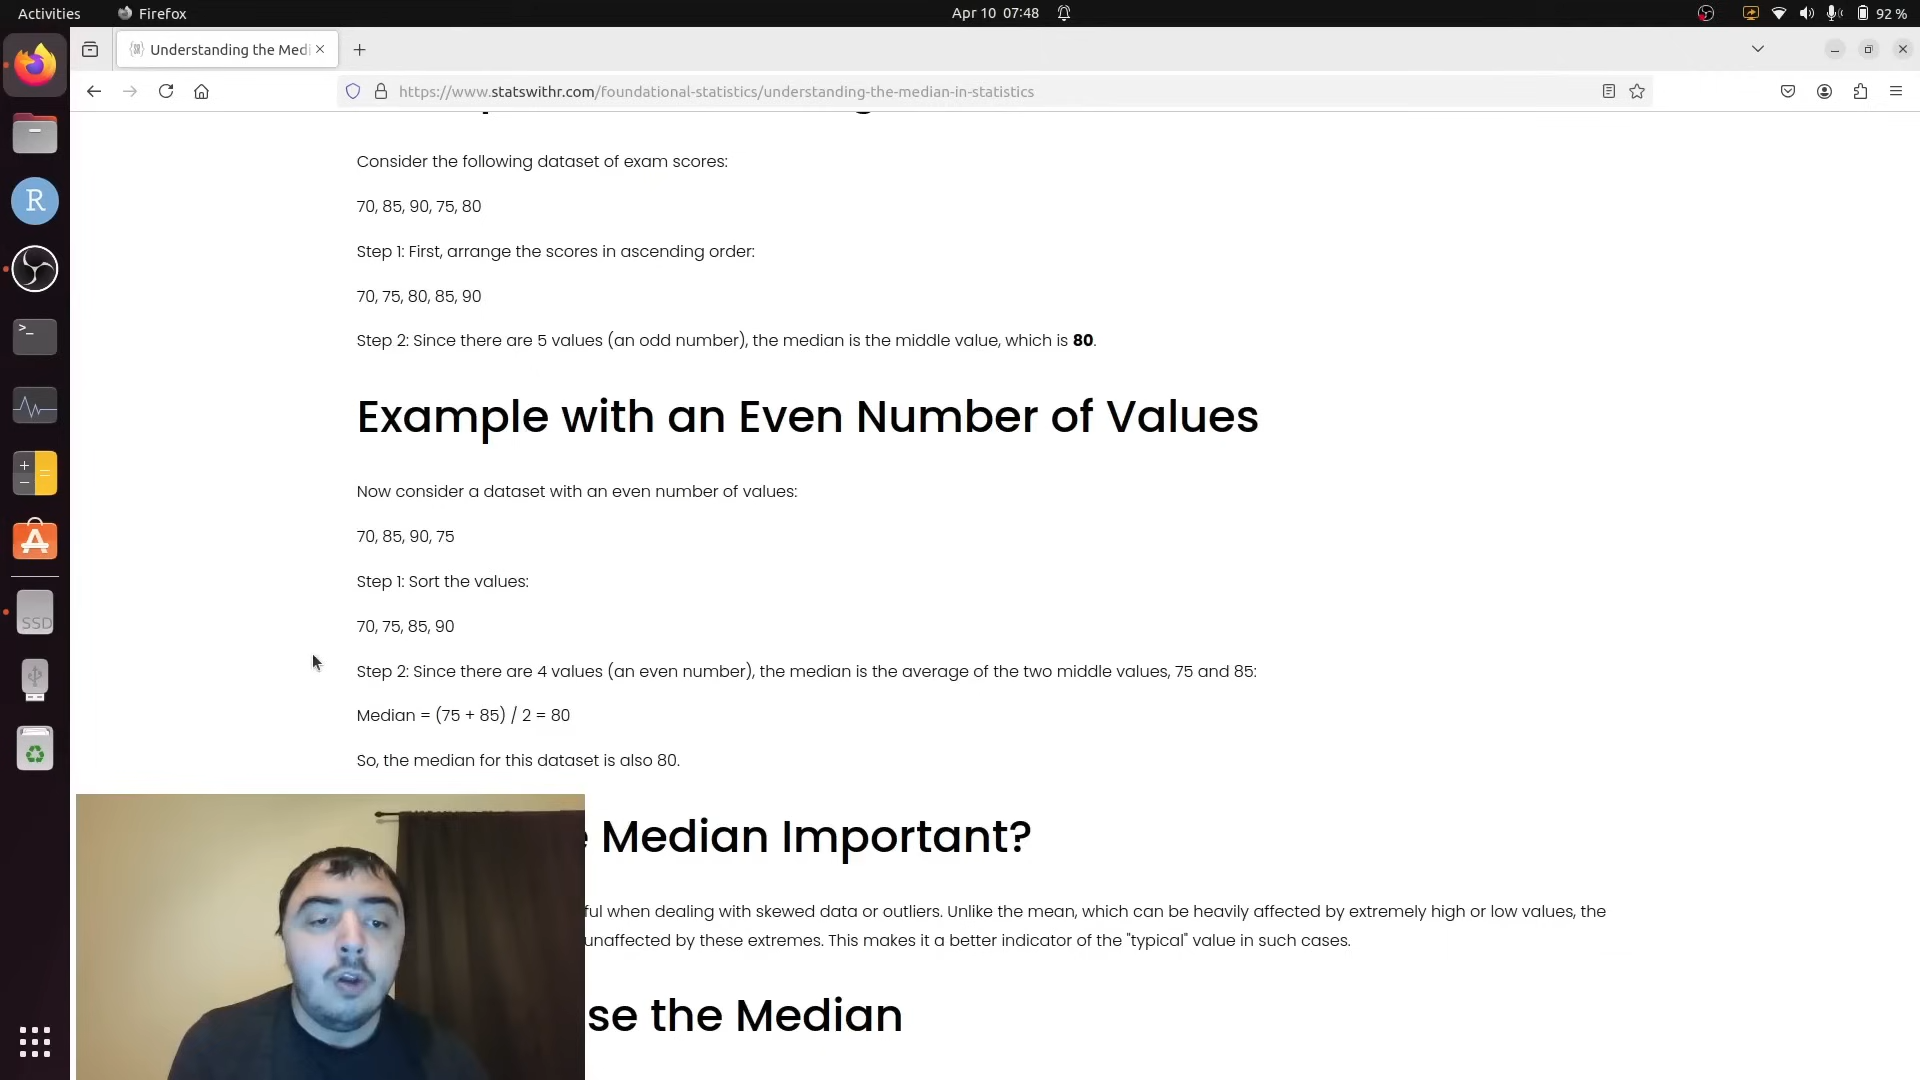 Activities
Firefox
Apr 10 07:48
92 %
Understanding the Medi
https://www.statswithr.com/foundational-statistics/understanding-the-median-in-statistics
Consider the following dataset of exam scores:
70, 85, 90, 75, 80
Step 1: First, arrange the scores in ascending order:
70, 75, 80, 85, 90
Step 2: Since there are 5 values (an odd number), the median is the middle value, which is 80.
Example with an Even Number of Values
Now consider a dataset with an even number of values:
70, 85, 90, 75
Step 1: Sort the values:
70, 75, 85, 90
Step 2: Since there are 4 values (an even number), the median is the average of the two middle values, 75 and 85:
Median = (75 + 85) / 2 = 80
So, the median for this dataset is also 80.
Median Important?
ful when dealing with skewed data or outliers. Unlike the mean, which can be heavily affected by extremely high or low values, the
unaffected by these extremes. This makes it a better indicator of the "typical" value in such cases.
se the Median
R
SSD